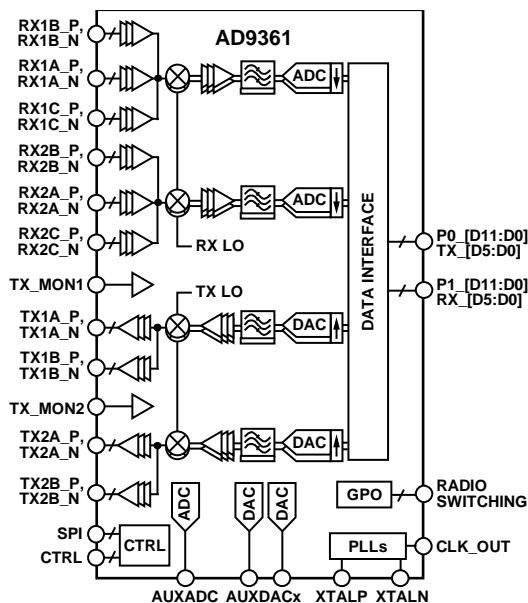 AD9361
RX1B_P,
RX1B_N
RX1A_P,
RX1A_N
RX1C_P,
RX1C_N
RX2B_P,
RX2B_N
RX2A_P,
RX2A_N
RX2C_P,
RX2C_N
TX_MON1
TX1A_P,
TX1A_N
TX1B_P,
TX1B_N
TX_MON2
TX2A_P,
TX2A_N
TX2B_P,
TX2B_N
SPI
CTRL
CTRL
ADC
ADC
RX LO
TX LO
DAC
DAC
DATA INTERFACE
P0_[D11:D0]
TX_[D5:D0]
P1_[D11:D0]
RX_[D5:D0]
ADC
DAC
DAC
GPO
RADIO
SWITCHING
PLLs
CLK_OUT
AUXADC
AUXDACx
XTALP
XTALN